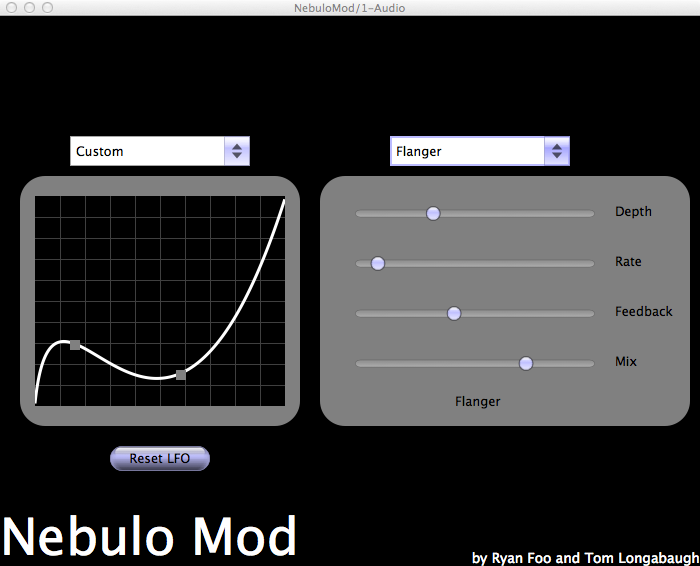 NebuloMod/1-Audio
Custom
Flanger
Depth
Rate
Feedback
Mix
Flanger
Reset LFO
Nebulo Mod
by Ryan Foo and Tom Longabaugh